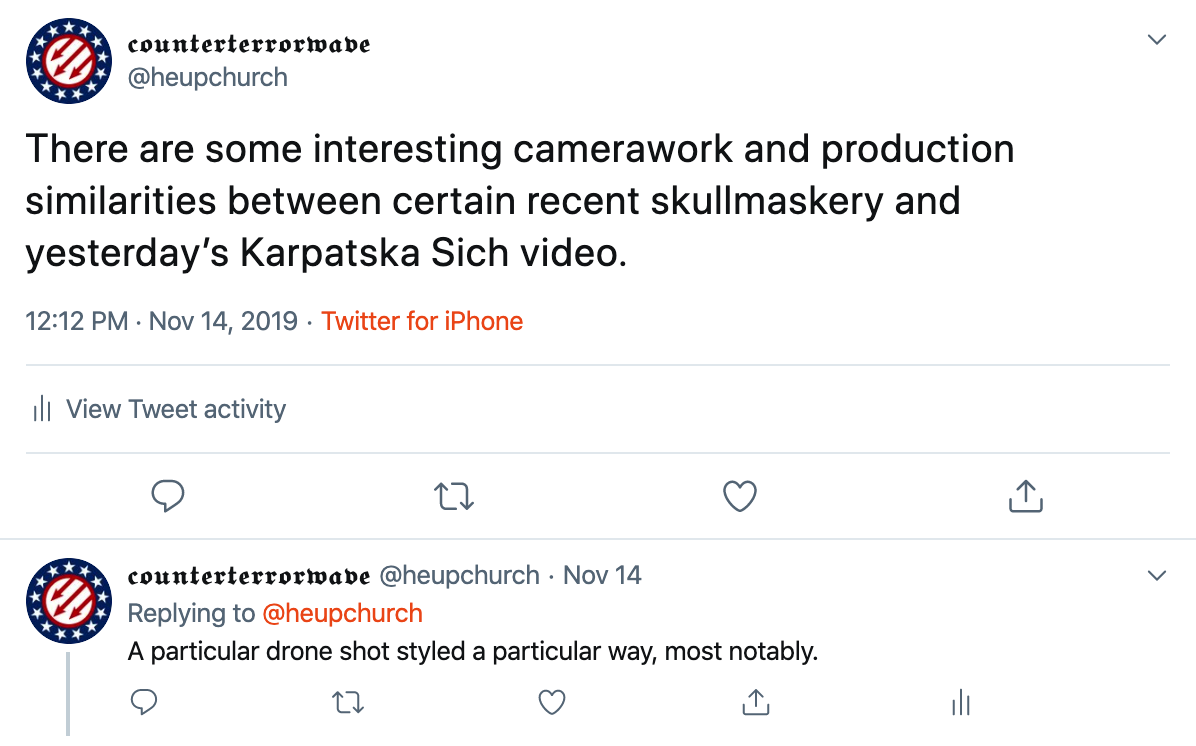 𝖈𝖔𝖚𝖓𝖙𝖊𝖗𝖙𝖊𝖗𝖗𝖔𝖗𝖜𝖆𝖛𝖊
@heupchurch
There are some interesting camerawork and production
similarities between certain recent skullmaskery and
yesterday’s Karpatska Sich video.
12:12 PM · Nov 14, 2019 · Twitter for iPhone
View Tweet activity
𝖈𝖔𝖚𝖓𝖙𝖊𝖗𝖙𝖊𝖗𝖗𝖔𝖗𝖜𝖆𝖛𝖊 @heupchurch · Nov 14
Replying to @heupchurch
A particular drone shot styled a particular way, most notably.